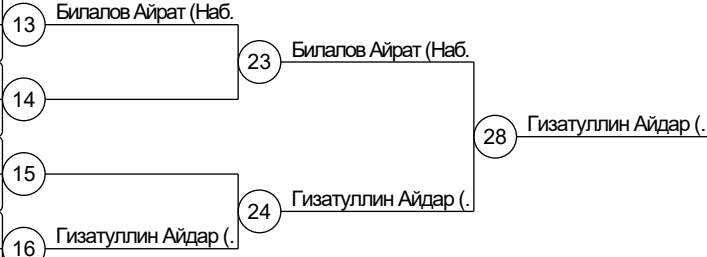 13 Билалов Айрат (Наб.
23 Билалов Айрат (Наб.
14
28 Гизатуллин Айдар (.
15
24 Гизатуллин Айдар (.
16 Гизатуллин Айдар (.